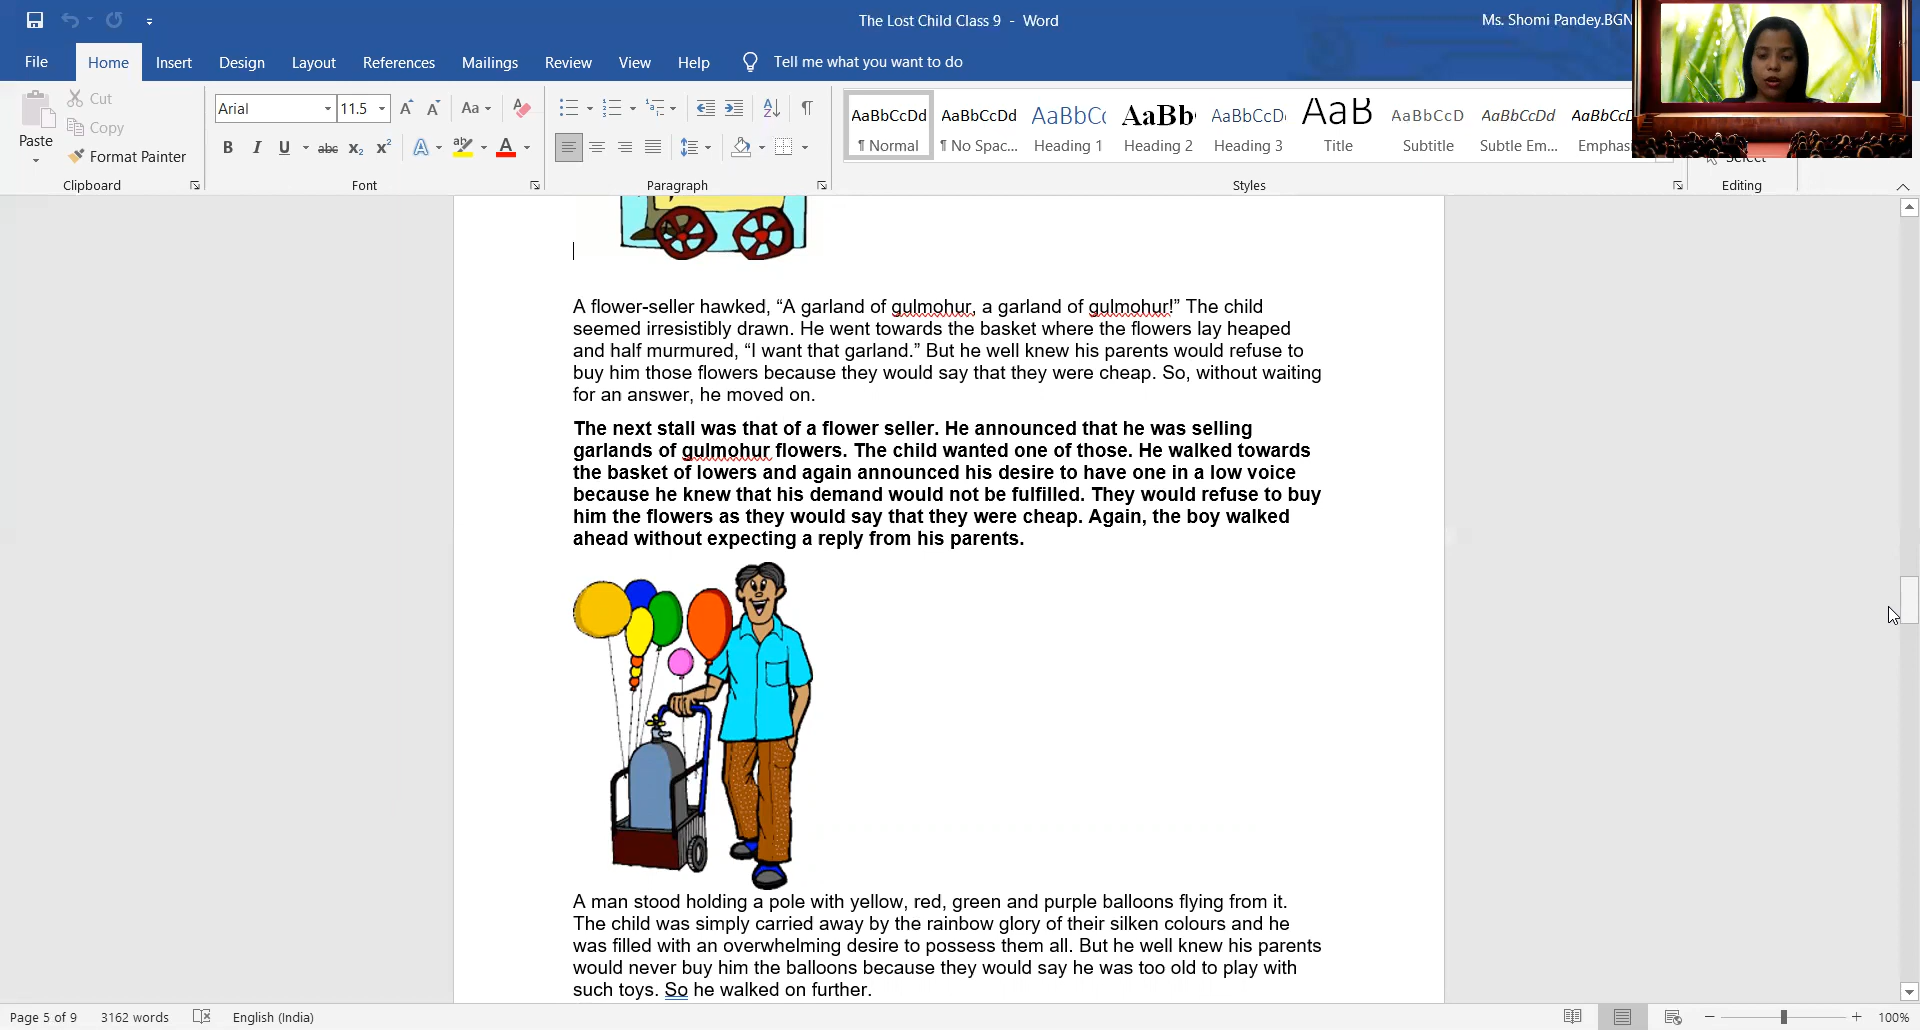 The Lost Child Class 9 - Word
Ms. Shomi Pandey.BGN
File Home Insert Design Layout References Mailings Review View Help Tell me what you want to do
Paste
Cut
Copy
Format Painter
Clipboard
Arial 11.5 Aa
B I U abc x2 x2 A ab A
Font
Paragraph
AaBbCcDd AaBbCcDd AaBbCc AaBb AaBbCcD AaB AaBbCcD AaBbCcDd AaBbCcD
¶ Normal ¶ No Spac... Heading 1 Heading 2 Heading 3 Title Subtitle Subtle Em... Emphas
Styles
Select
Editing
A flower-seller hawked, “A garland of gulmohur, a garland of gulmohur!” The child
seemed irresistibly drawn. He went towards the basket where the flowers lay heaped
and half murmured, “I want that garland.” But he well knew his parents would refuse to
buy him those flowers because they would say that they were cheap. So, without waiting
for an answer, he moved on.
The next stall was that of a flower seller. He announced that he was selling
garlands of gulmohur flowers. The child wanted one of those. He walked towards
the basket of lowers and again announced his desire to have one in a low voice
because he knew that his demand would not be fulfilled. They would refuse to buy
him the flowers as they would say that they were cheap. Again, the boy walked
ahead without expecting a reply from his parents.
A man stood holding a pole with yellow, red, green and purple balloons flying from it.
The child was simply carried away by the rainbow glory of their silken colours and he
was filled with an overwhelming desire to possess them all. But he well knew his parents
would never buy him the balloons because they would say he was too old to play with
such toys. So he walked on further.
Page 5 of 9 3162 words English (India) 100%